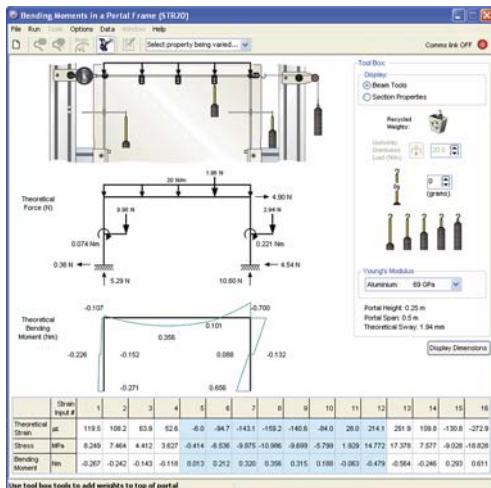 Bending Moments in a Portal Frame (STR20)
File Run Tools Options Data Window Help
Select property being varied...
Comms link OFF
Tool Box:
Display:
Beam Tools
Section Properties
Recycled
Weights:
Uniformly
Distributed
Load (N/m)
20.0
0
(grams)
Young's Modulus
Aluminium 69 GPa
Portal Height: 0.25 m
Portal Span: 0.5 m
Theoretical Sway: 1.94 mm
Display Dimensions
Theoretical
Force (N)
20 N/m
1.96 N
4.90 N
2.94 N
0.074 Nm
0.221 Nm
0.36 N
4.54 N
5.29 N
10.60 N
Theoretical
Bending
Moment (Nm)
-0.107
-0.700
0.101
0.356
-0.226
-0.152
0.088
-0.132
-0.271
0.656
Strain Input # 1 2 3 4 5 6 7 8 9 10 11 12 13 14 15 16
Theoretical Strain µε 119.5 108.2 63.9 52.6 -6.0 -94.7 -143.1 -159.2 -140.6 -84.0 28.0 214.1 251.9 109.8 -130.8 -272.9
Stress MPa 8.249 7.464 4.412 3.627 -0.414 -6.536 -9.875 -10.986 -9.699 -5.799 1.929 14.772 17.378 7.577 -9.028 -18.828
Bending Moment Nm -0.267 -0.242 -0.143 -0.118 0.013 0.212 0.320 0.356 0.315 0.188 -0.063 -0.479 -0.564 -0.246 0.293 0.611
Use tool box tools to add weights to top of portal